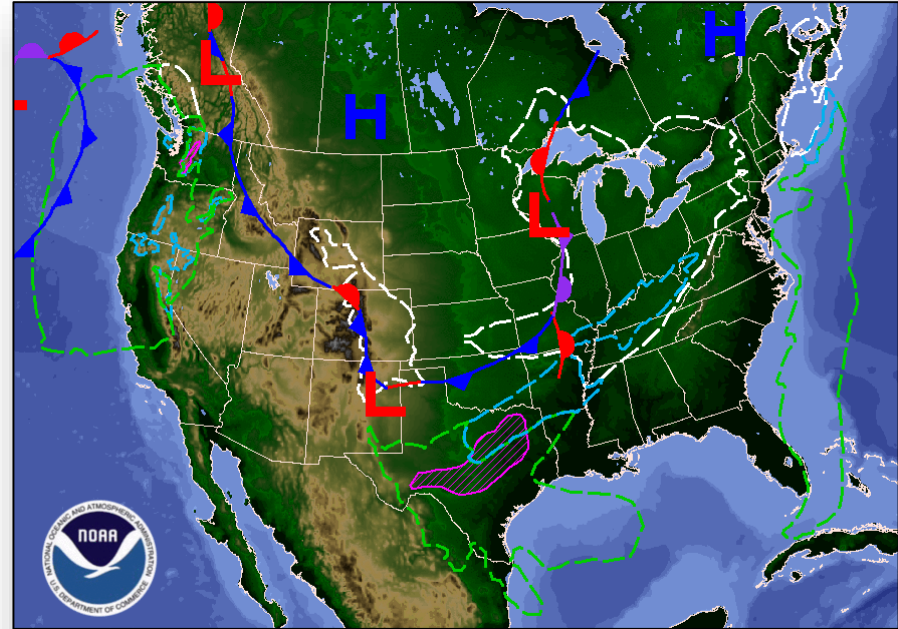 H
L
H
L
L
NATIONAL OCEANIC AND ATMOSPHERIC ADMINISTRATION
NOAA
U.S. DEPARTMENT OF COMMERCE